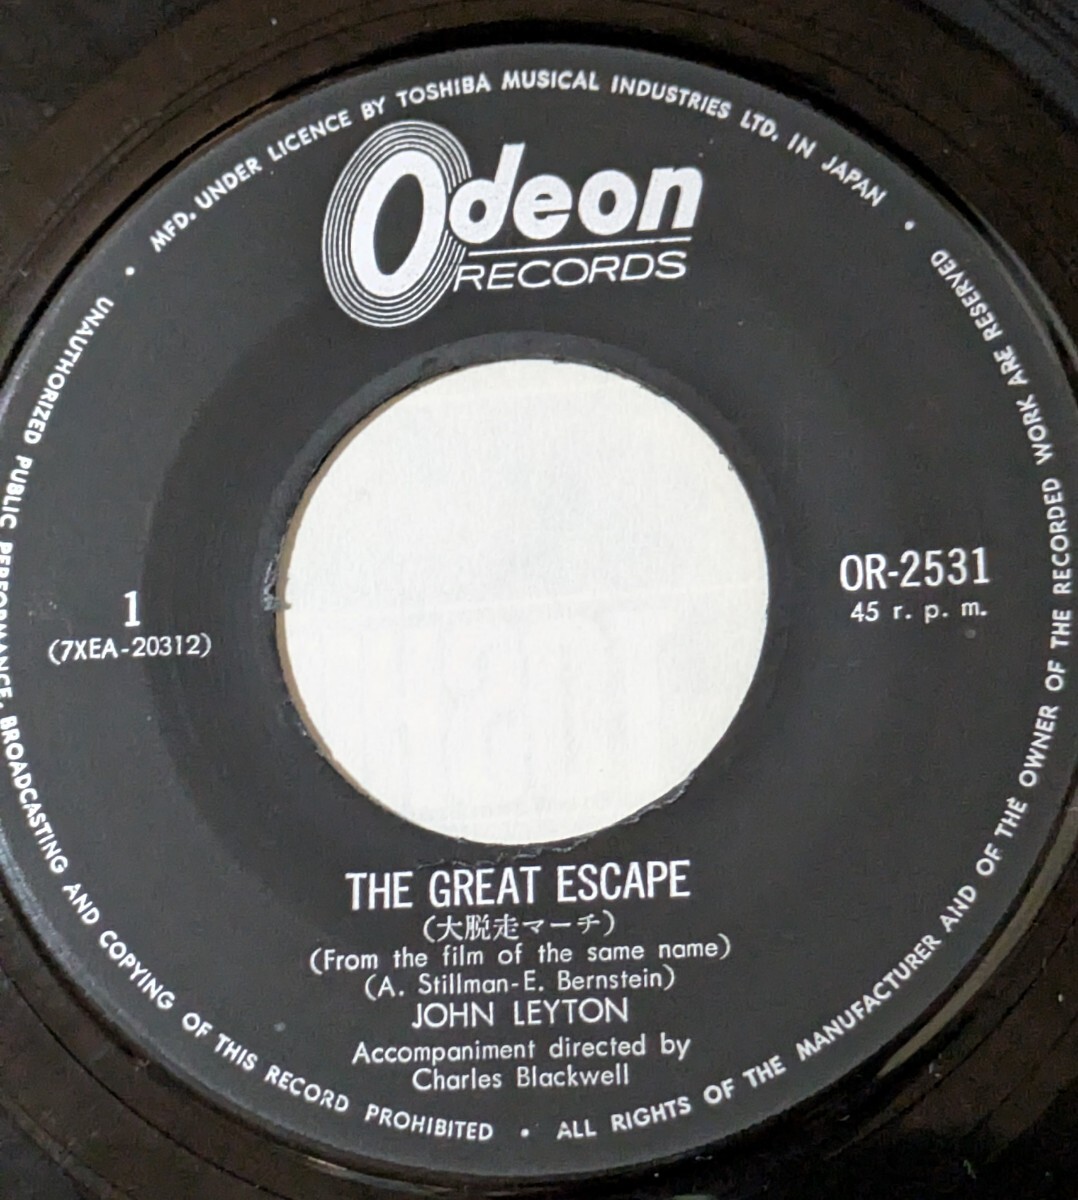 MFD. UNDER LICENCE BY TOSHIBA MUSICAL INDUSTRIES LTD. IN JAPAN •
Odeon
RECORDS
1
(7XEA-20312)
OR-2531
45 r. p. m.
THE GREAT ESCAPE
(大脱走マーチ)
(From the film of the same name)
(A. Stillman-E. Bernstein)
JOHN LEYTON
Accompaniment directed by
Charles Blackwell
UNAUTHORIZED PUBLIC PERFORMANCE, BROADCASTING AND COPYING OF THIS RECORD PROHIBITED •
ALL RIGHTS OF THE MANUFACTURER AND OF THE OWNER OF THE RECORDED WORK ARE RESERVED